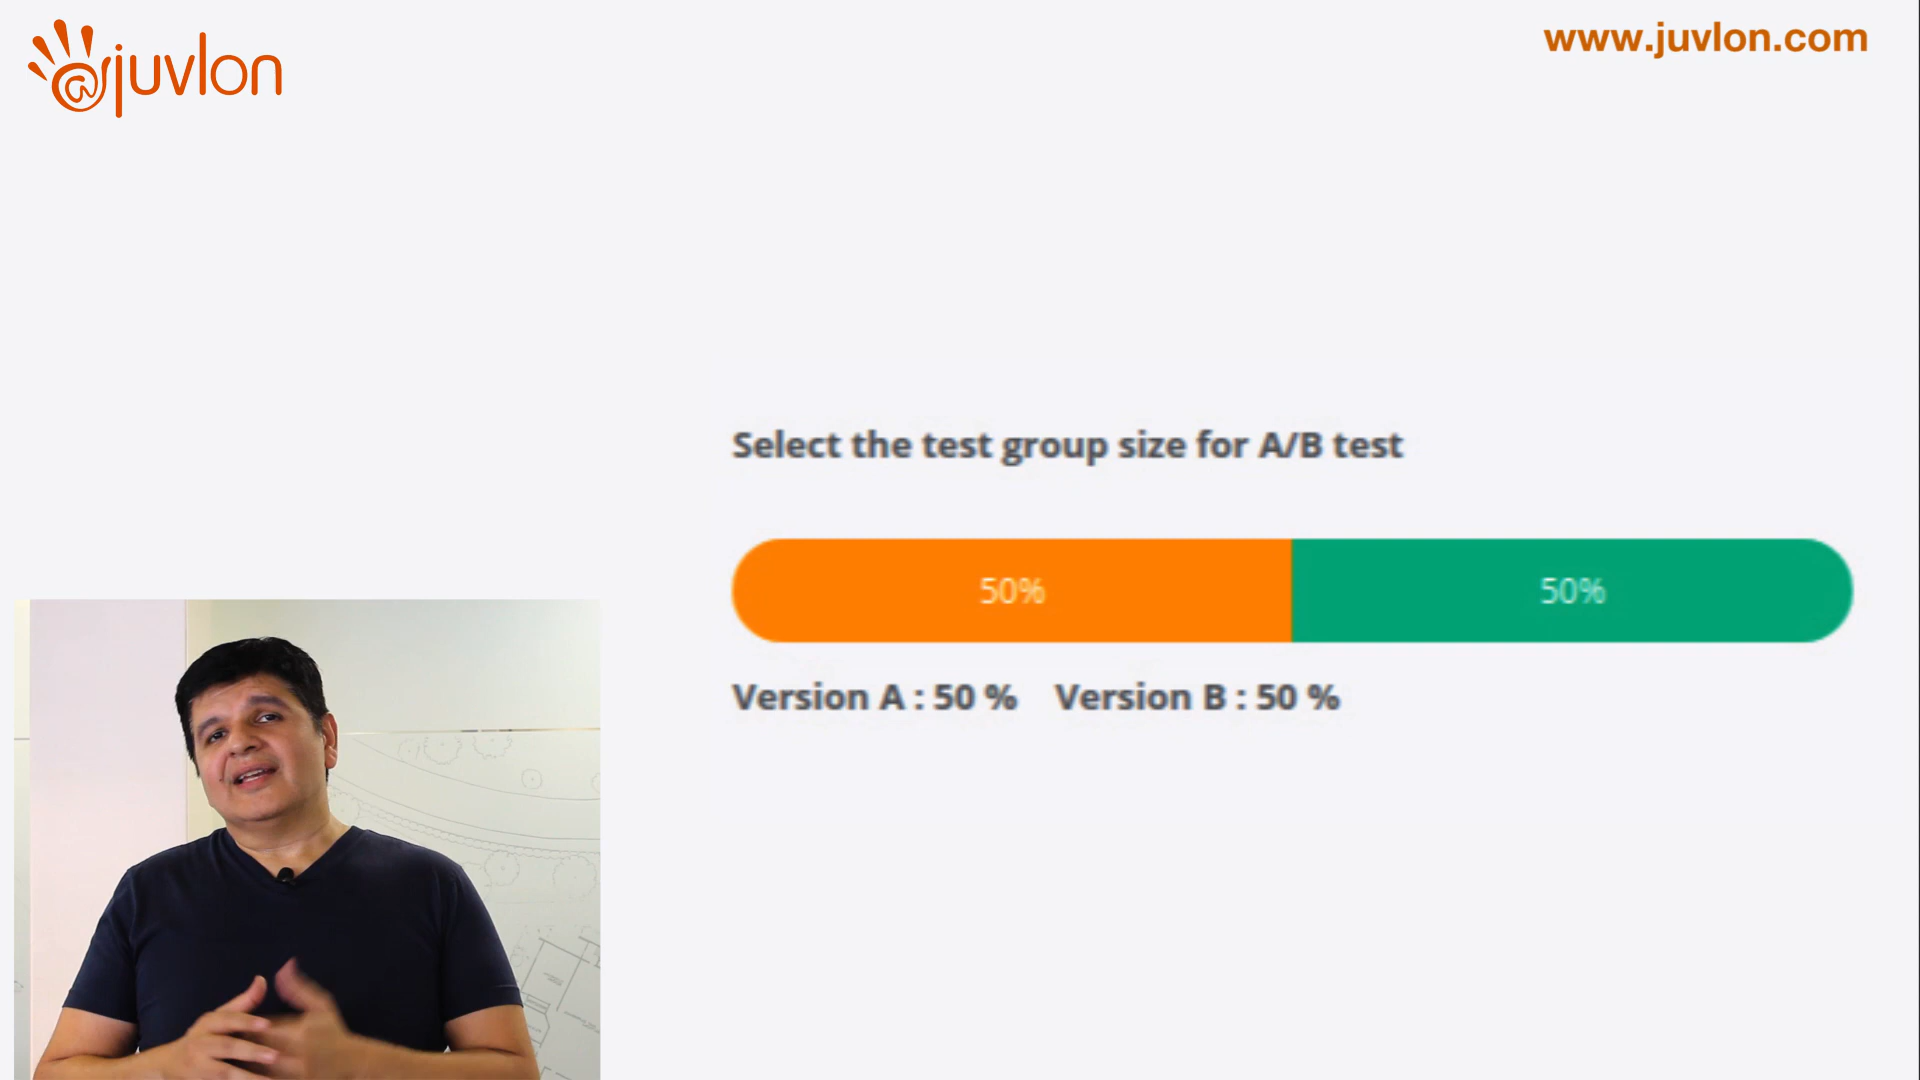 juvlon
www.juvlon.com
Select the test group size for A/B test
50% 50%
Version A : 50 % Version B : 50 %